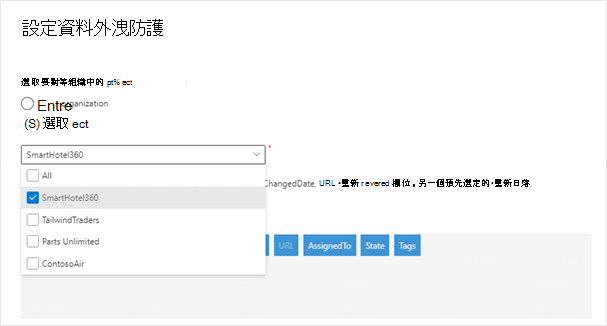 設定資料外洩防護
選取要對等組織中的 pt% ect
Entre ganization
(S) 選取 ect
SmartHotel360
*
All
SmartHotel360
TailwindTraders
Parts Unlimited
ContosoAir
ChangedDate, URL •重新 revered 欄位。另一個預先選定的•重新日落
URL AssignedTo State Tags